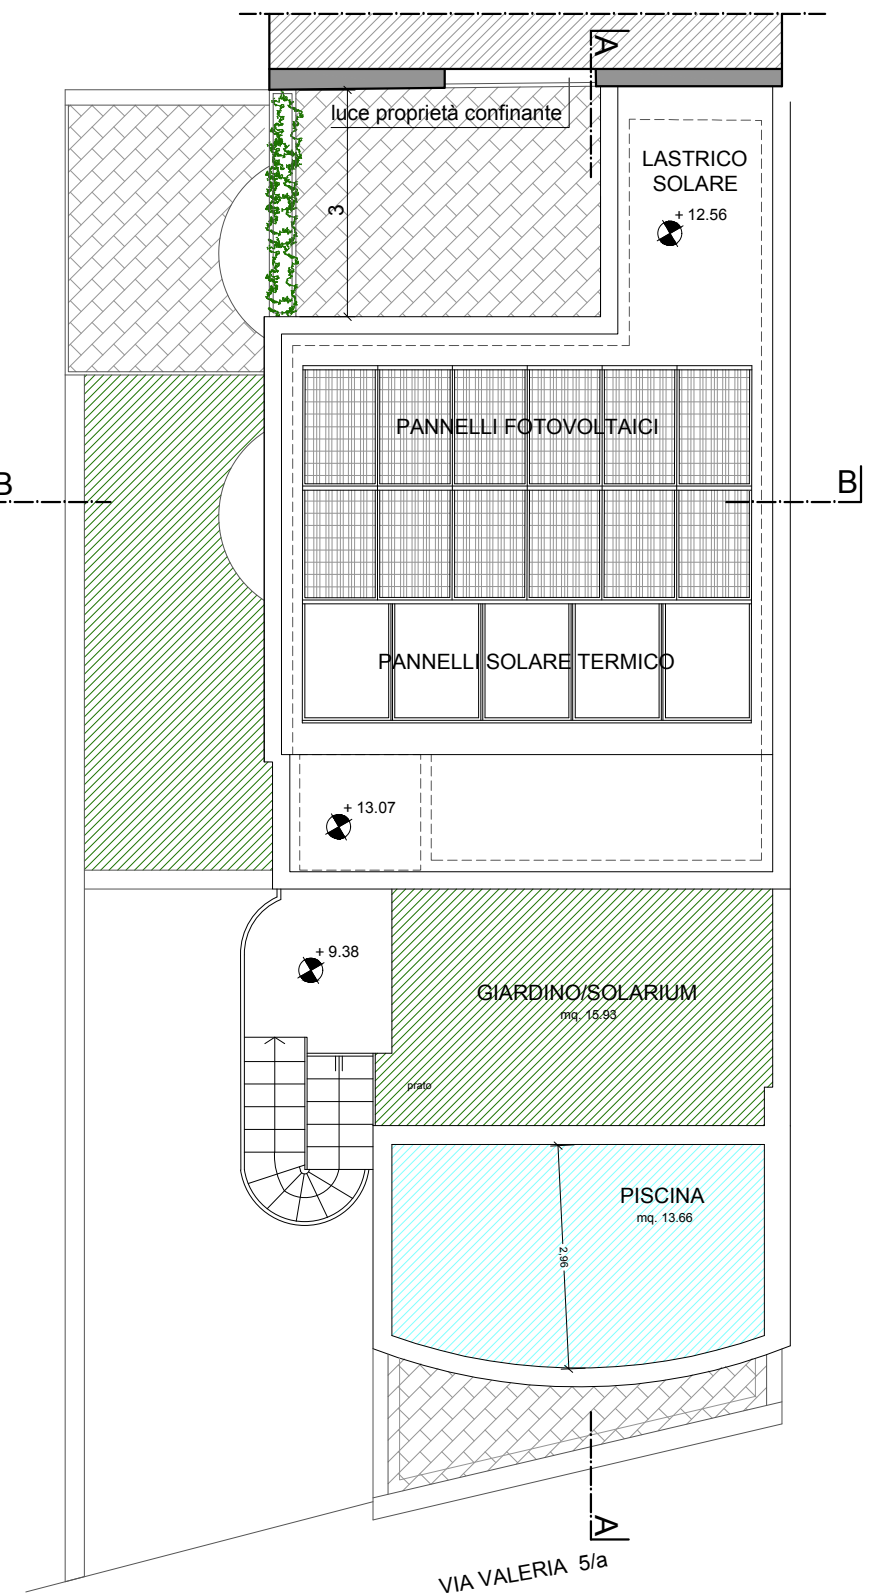 A
luce proprietà confinante
LASTRICO
SOLARE
+ 12.56
3
PANNELLI FOTOVOLTAICI
B
B
PANNELLI SOLARE TERMICO
+ 13.07
+ 9.38
GIARDINO/SOLARIUM
mq. 15.93
prato
PISCINA
mq. 13.66
2,96
A
VIA VALERIA 5/a